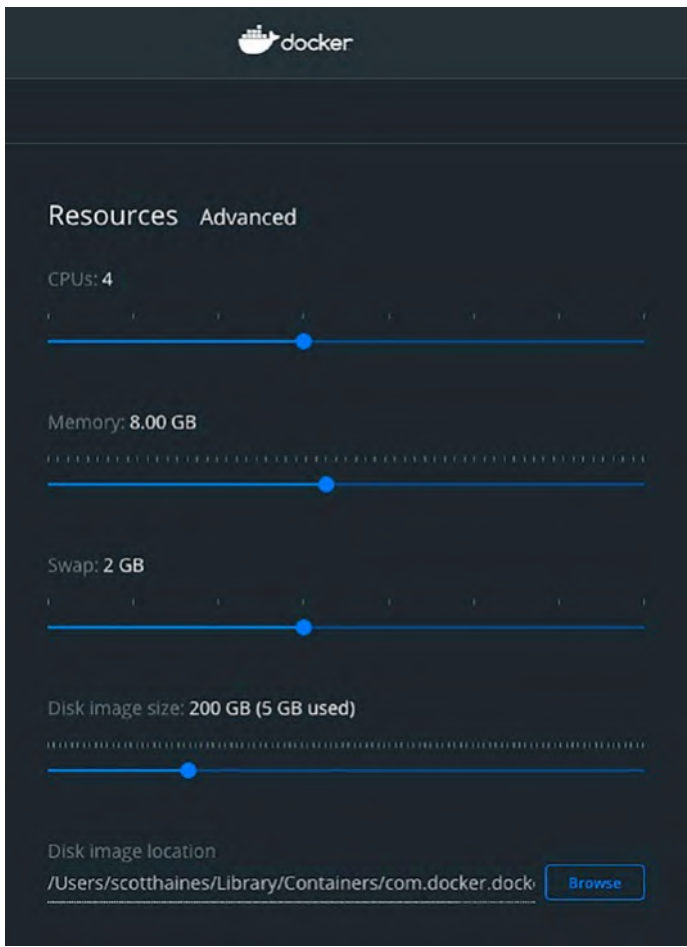 docker
Resources Advanced
CPUs: 4
Memory: 8.00 GB
Swap: 2 GB
Disk image size: 200 GB (5 GB used)
Disk image location
/Users/scotthaines/Library/Containers/com.docker.dock Browse